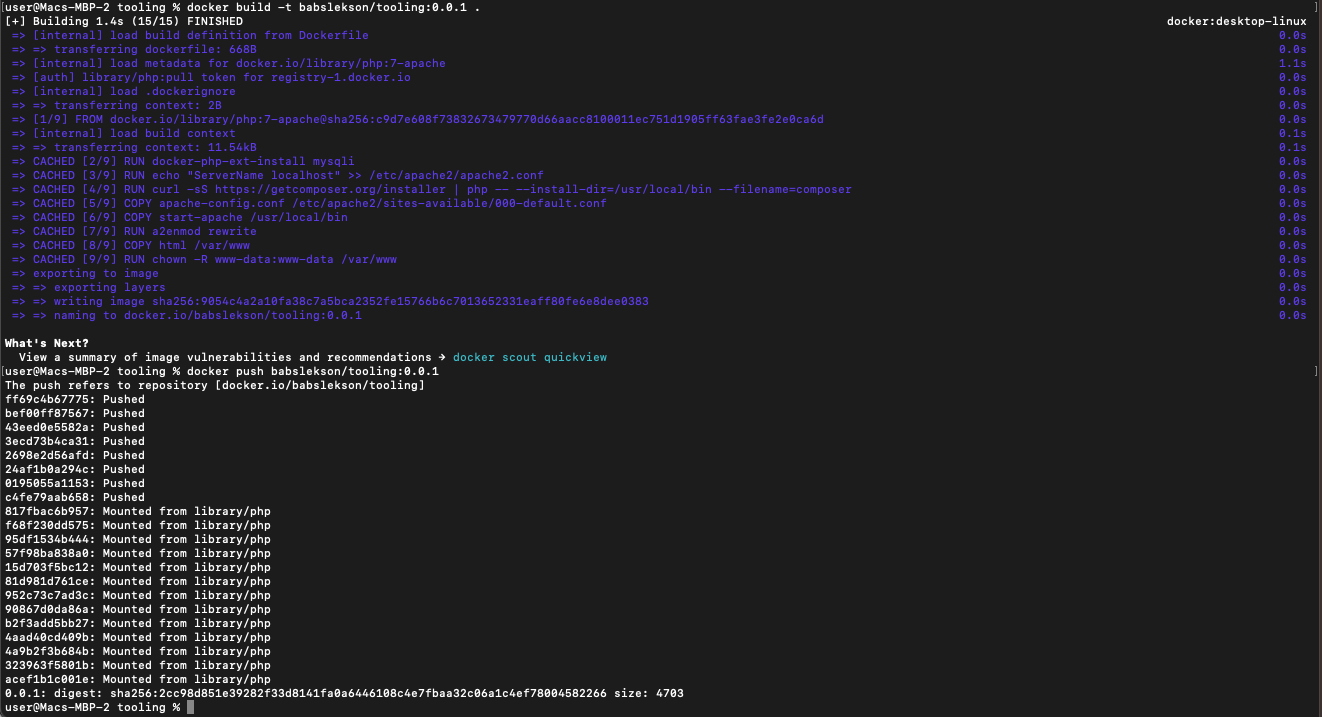 [user@Macs-MBP-2 tooling % docker build -t babslekson/tooling:0.0.1 . ]
[+] Building 1.4s (15/15) FINISHED docker:desktop-linux
=> [internal] load build definition from Dockerfile 0.0s
=> => transferring dockerfile: 668B 0.0s
=> [internal] load metadata for docker.io/library/php:7-apache 1.1s
=> [auth] library/php:pull token for registry-1.docker.io 0.0s
=> [internal] load .dockerignore 0.0s
=> => transferring context: 2B 0.0s
=> [1/9] FROM docker.io/library/php:7-apache@sha256:c9d7e608f73832673479770d66aacc8100011ec751d1905ff63fae3fe2e0ca6d 0.0s
=> [internal] load build context 0.1s
=> => transferring context: 11.54kB 0.1s
=> CACHED [2/9] RUN docker-php-ext-install mysqli 0.0s
=> CACHED [3/9] RUN echo "ServerName localhost" >> /etc/apache2/apache2.conf 0.0s
=> CACHED [4/9] RUN curl -sS https://getcomposer.org/installer | php -- --install-dir=/usr/local/bin --filename=composer 0.0s
=> CACHED [5/9] COPY apache-config.conf /etc/apache2/sites-available/000-default.conf 0.0s
=> CACHED [6/9] COPY start-apache /usr/local/bin 0.0s
=> CACHED [7/9] RUN a2enmod rewrite 0.0s
=> CACHED [8/9] COPY html /var/www 0.0s
=> CACHED [9/9] RUN chown -R www-data:www-data /var/www 0.0s
=> exporting to image 0.0s
=> => exporting layers 0.0s
=> => writing image sha256:9054c4a2a10fa38c7a5bca2352fe15766b6c7013652331eaff80fe6e8dee0383 0.0s
=> => naming to docker.io/babslekson/tooling:0.0.1 0.0s
What's Next?
View a summary of image vulnerabilities and recommendations → docker scout quickview
[user@Macs-MBP-2 tooling % docker push babslekson/tooling:0.0.1 ]
The push refers to repository [docker.io/babslekson/tooling]
ff69c4b67775: Pushed
bef00ff87567: Pushed
43eed0e5582a: Pushed
3ecd73b4ca31: Pushed
2698e2d56afd: Pushed
24af1b0a294c: Pushed
0195055a1153: Pushed
c4fe79aab658: Pushed
817fbac6b957: Mounted from library/php
f68f230dd575: Mounted from library/php
95df1534b444: Mounted from library/php
57f98ba838a0: Mounted from library/php
15d703f5bc12: Mounted from library/php
81d981d761ce: Mounted from library/php
952c73c7ad3c: Mounted from library/php
90867d0da86a: Mounted from library/php
b2f3add5bb27: Mounted from library/php
4aad40cd409b: Mounted from library/php
4a9b2f3b684b: Mounted from library/php
323963f5801b: Mounted from library/php
acef1b1c001e: Mounted from library/php
0.0.1: digest: sha256:2cc98d851e39282f33d8141fa0a6446108c4e7fbaa32c06a1c4ef78004582266 size: 4703
user@Macs-MBP-2 tooling %